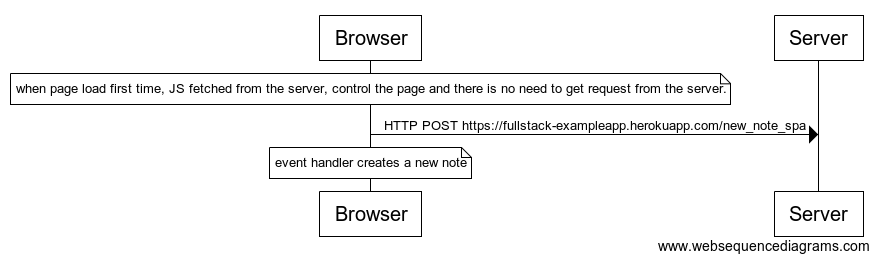 Browser
Server
when page load first time, JS fetched from the server, control the page and there is no need to get request from the server.
HTTP POST https://fullstack-exampleapp.herokuapp.com/new_note_spa
event handler creates a new note
Browser
Server
www.websequencediagrams.com